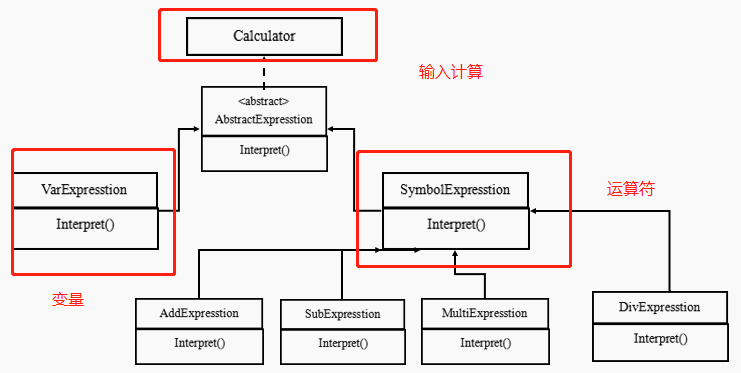 Calculator
输入计算
<abstract>
AbstractExpresstion
Interpret()
VarExpresstion
Interpret()
SymbolExpresstion
Interpret()
运算符
变量
AddExpresstion
Interpret()
SubExpresstion
Interpret()
MultiExpresstion
Interpret()
DivExpresstion
Interpret()